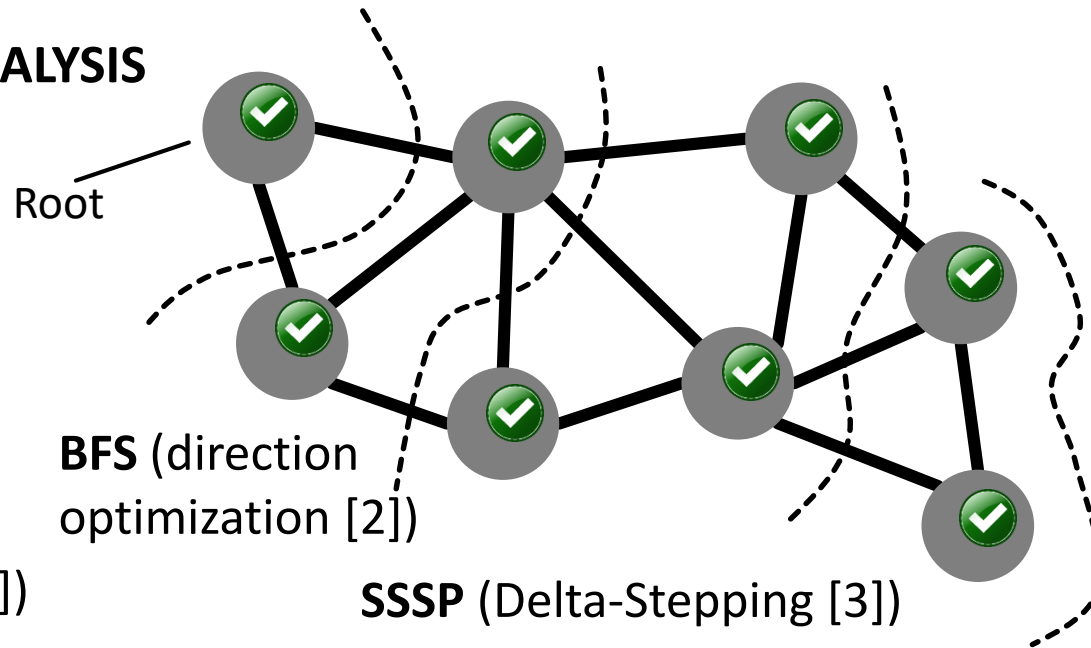 ALYSIS
Root
BFS (direction
optimization [2])
])
SSSP (Delta-Stepping [3])